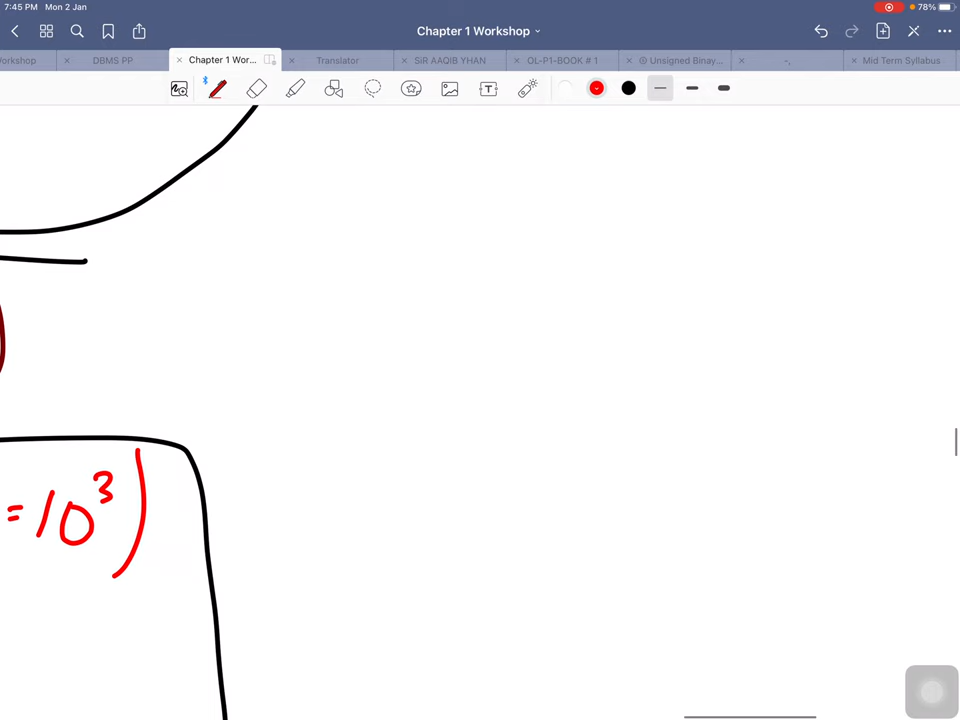 7:45 PM Mon 2 Jan
78%
Chapter 1 Workshop
orkshop
DBMS PP
Chapter 1 Wor...
Translator
SIR AAQIB YHAN
OL-P1-BOOK # 1
Unsigned Binay...
-,
Mid Term Syllabus
T
= 10³)